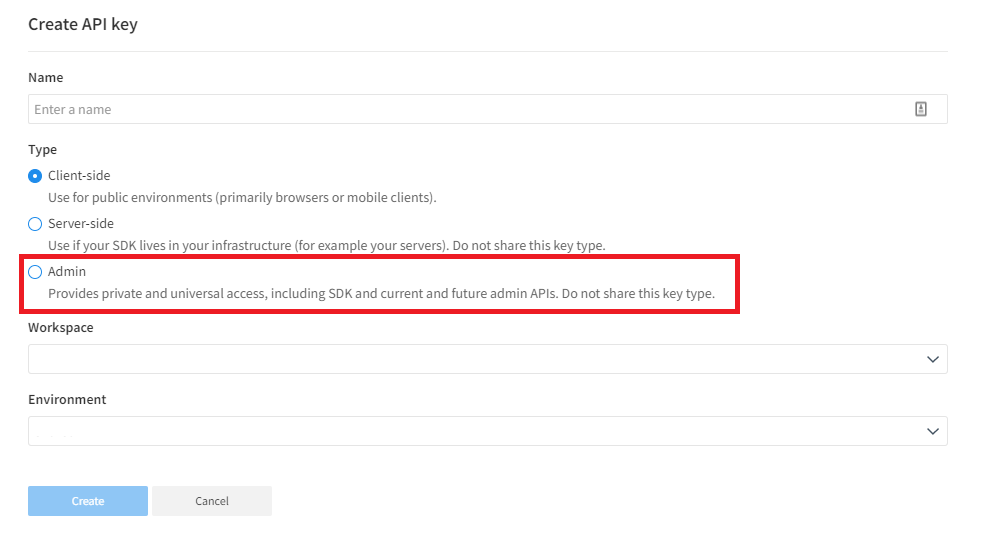 Create API key
Name
Enter a name
Type
Client-side
Use for public environments (primarily browsers or mobile clients).
Server-side
Use if your SDK lives in your infrastructure (for example your servers). Do not share this key type.
Admin
Provides private and universal access, including SDK and current and future admin APIs. Do not share this key type.
Workspace
Environment
Create
Cancel